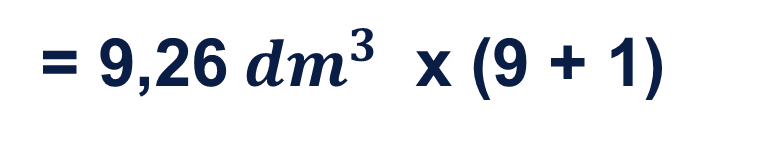 = 9,26 dm³ x (9 + 1)